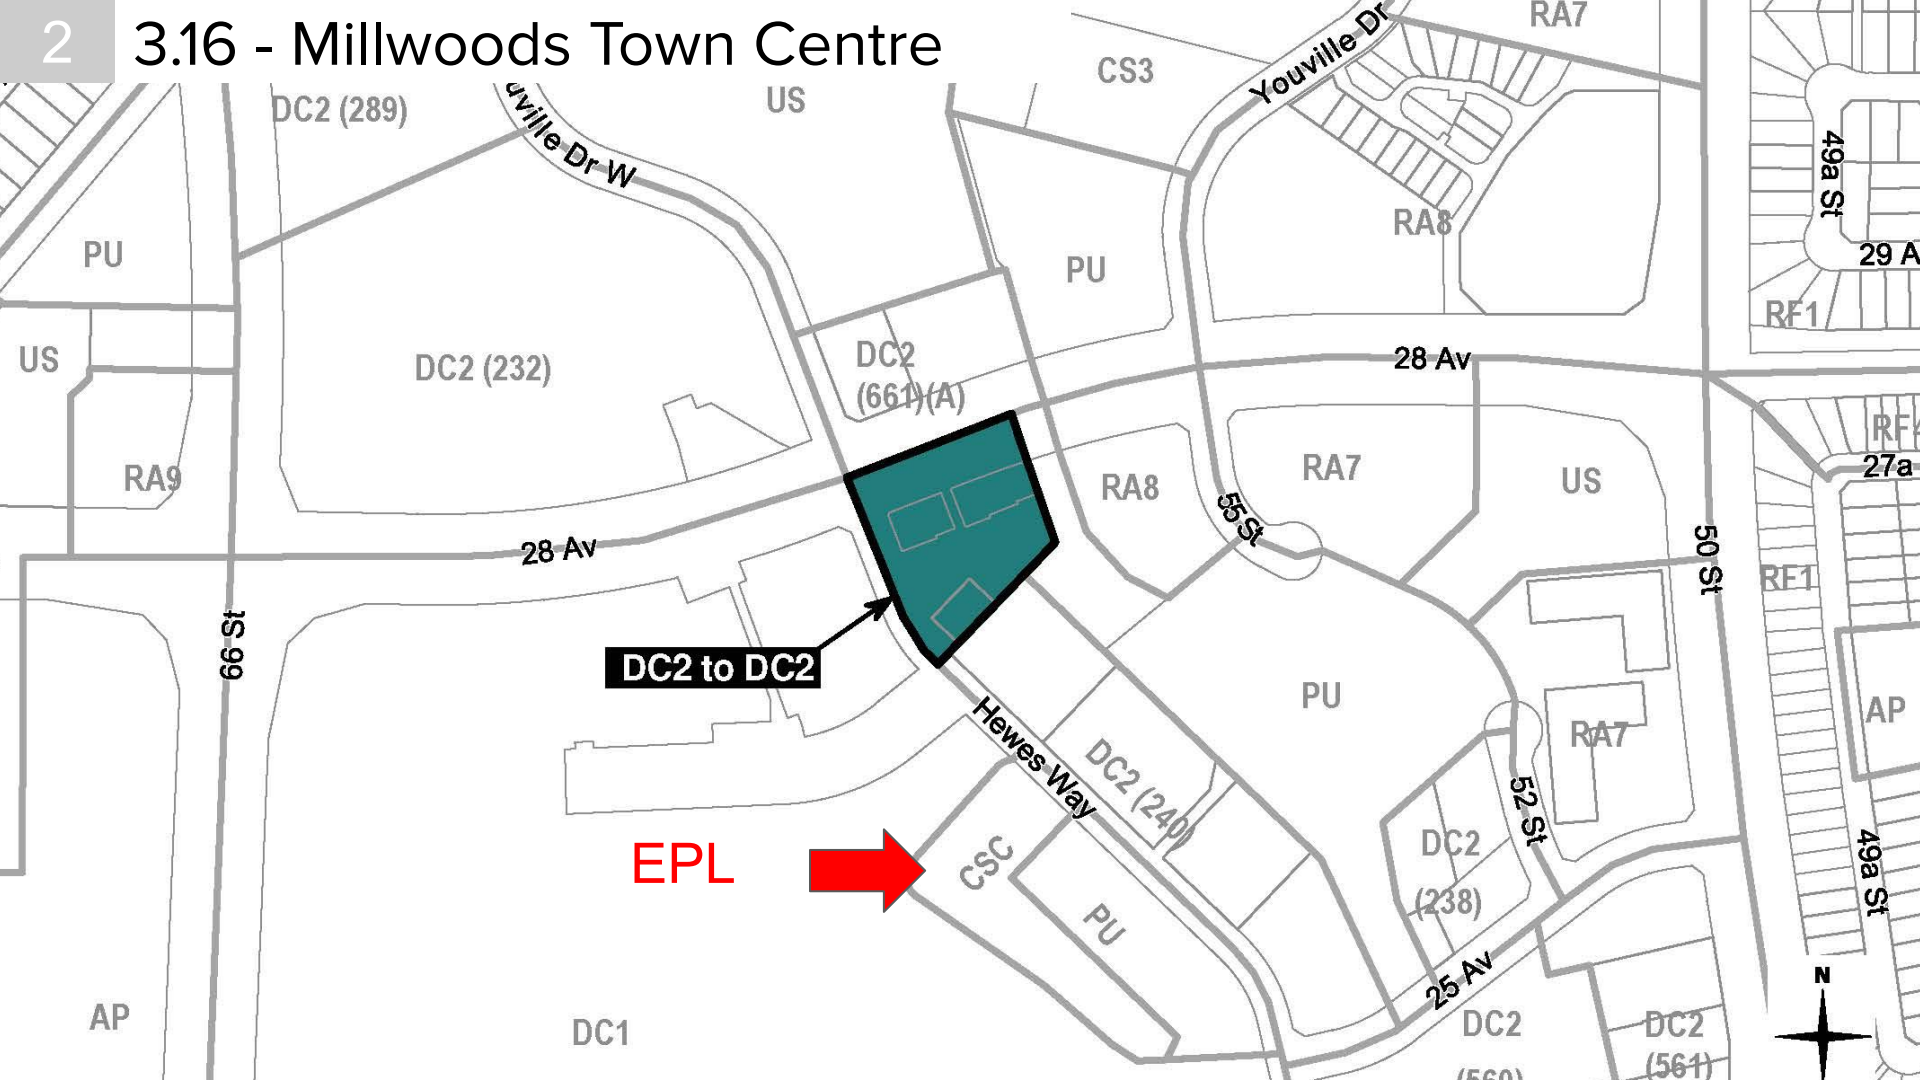 2
3.16 - Millwoods Town Centre
RA7
DC2 (289)
US
CS3
Youville Dr
uville Dr W
49a St
PU
RA8
PU
29 A
RF1
US
DC2 (232)
DC2
(661)(A)
28 Av
RA9
RA8
RA7
US
RF4
27a
55 St
28 Av
50 St
RF1
66 St
DC2 to DC2
PU
AP
RA7
Hewes Way
DC2 (240)
52 St
EPL
CSC
DC2
(238)
49a St
PU
25 Av
N
AP
DC1
DC2
DC2
(561)